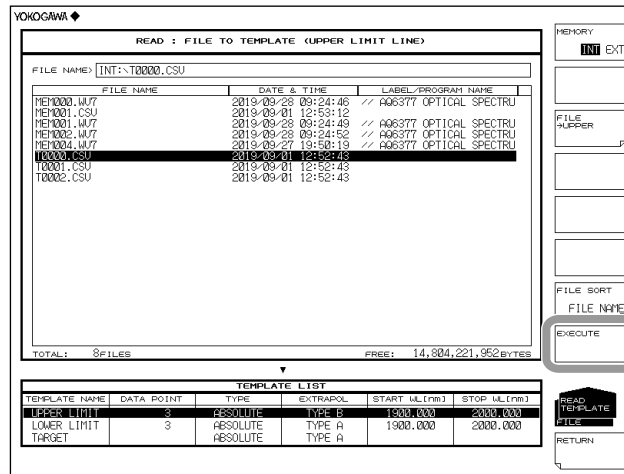 YOKOGAWA
READ : FILE TO TEMPLATE (UPPER LIMIT LINE)
FILE NAME> INT:\T0000.CSV
FILE NAME DATE & TIME LABEL/PROGRAM NAME
MEM000.WV7 2019/09/28 09:24:46 // AQ6377 OPTICAL SPECTRU
MEM001.CSV 2019/09/01 12:53:12
MEM001.WV7 2019/09/28 09:24:49 // AQ6377 OPTICAL SPECTRU
MEM002.WV7 2019/09/28 09:24:52 // AQ6377 OPTICAL SPECTRU
MEM004.WV7 2019/09/27 19:50:19 // AQ6377 OPTICAL SPECTRU
T0000.CSV 2019/09/01 12:52:43
T0001.CSV 2019/09/01 12:52:43
T0002.CSV 2019/09/01 12:52:43
TOTAL: 8FILES FREE: 14,804,221,952BYTES
TEMPLATE LIST
TEMPLATE NAME DATA POINT TYPE EXTRAPOL START WL[nm] STOP WL[nm]
UPPER LIMIT 3 ABSOLUTE TYPE B 1900.000 2000.000
LOWER LIMIT 3 ABSOLUTE TYPE A 1900.000 2000.000
TARGET ABSOLUTE TYPE A
MEMORY
INT EXT
FILE
→UPPER
FILE SORT
FILE NAME
EXECUTE
READ
TEMPLATE
FILE
RETURN